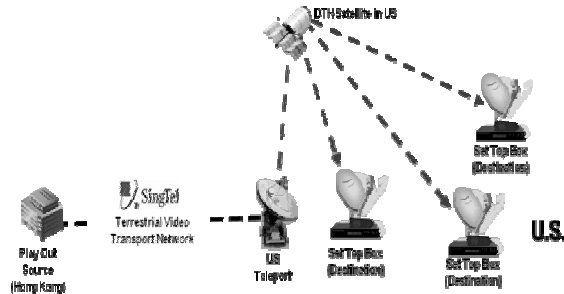 DTH Satellite in US
Set Top Box
(Destination)
SingTel
Terrestrial Video
Transport Network
U.S.
Play Out
Source
(Hong Kong)
US
Teleport
Set Top Box
(Destination)
Set Top Box
(Destination)